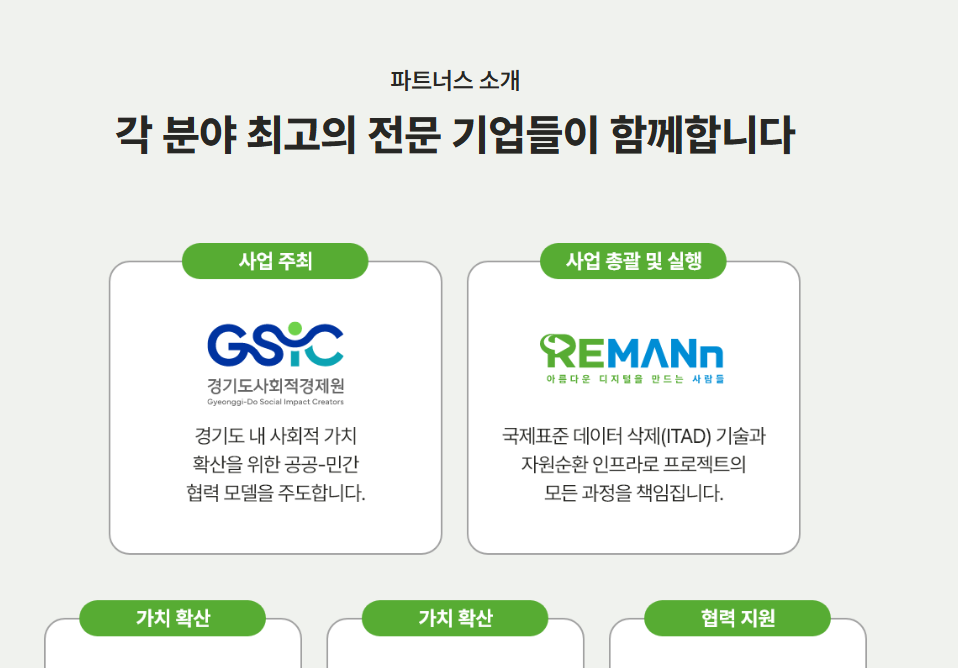 파트너스 소개
각 분야 최고의 전문 기업들이 함께합니다
사업 주최
사업 총괄 및 실행
GSiC
경기도사회적경제원
Gyeonggi-Do Social Impact Creators
경기도 내 사회적 가치
확산을 위한 공공-민간
협력 모델을 주도합니다.
REMANn
아름다운 디지털을 만드는 사람들
국제표준 데이터 삭제(ITAD) 기술과
자원순환 인프라로 프로젝트의
모든 과정을 책임집니다.
가치 확산
가치 확산
협력 지원